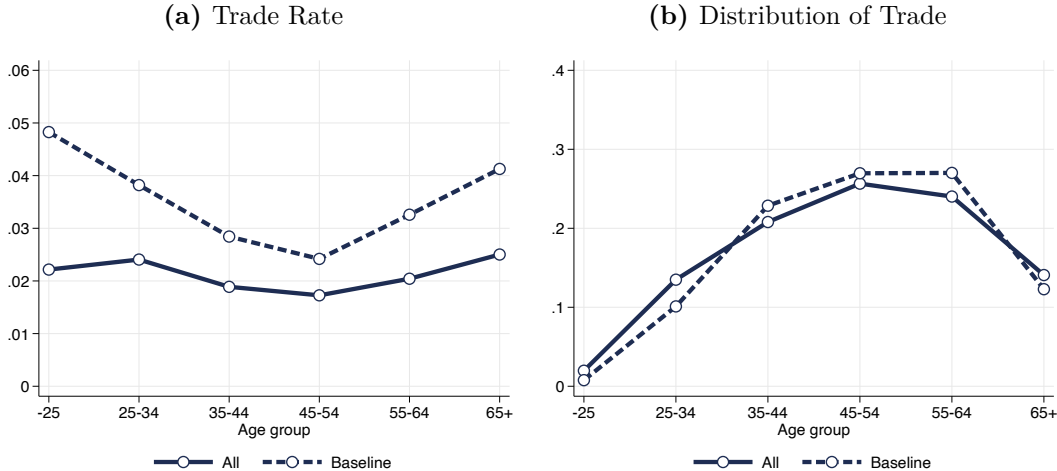 (a) Trade Rate
.06
.05
.04
.03
.02
.01
0
-25 25-34 35-44 45-54 55-64 65+
Age group
All Baseline
(b) Distribution of Trade
.4
.3
.2
.1
0
-25 25-34 35-44 45-54 55-64 65+
Age group
All Baseline